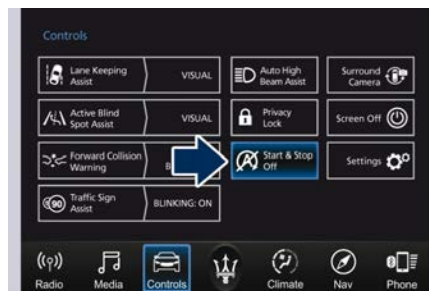 Controls
Lane Keeping
Assist
VISUAL
Auto High
Beam Assist
Surround
Camera
Active Blind
Spot Assist
VISUAL
Privacy
Lock
Screen Off
Forward Collision
Warning
B
Start & Stop
Off
Settings
90
Traffic Sign
Assist
BLINKING: ON
Radio
Media
Controls
Climate
Nav
Phone